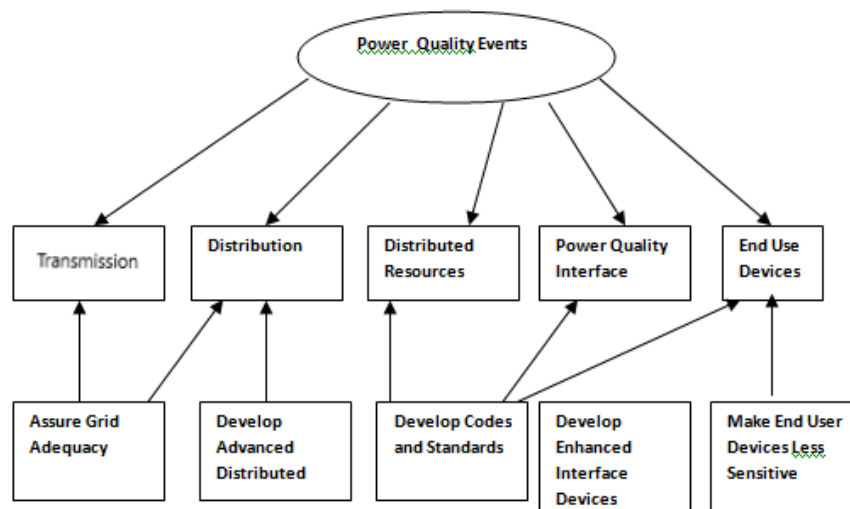 Power Quality Events
Transmission
Distribution
Distributed
Resources
Power Quality
Interface
End Use
Devices
Assure Grid
Adequacy
Develop
Advanced
Distributed
Develop Codes
and Standards
Develop
Enhanced
Interface
Devices
Make End User
Devices Less
Sensitive